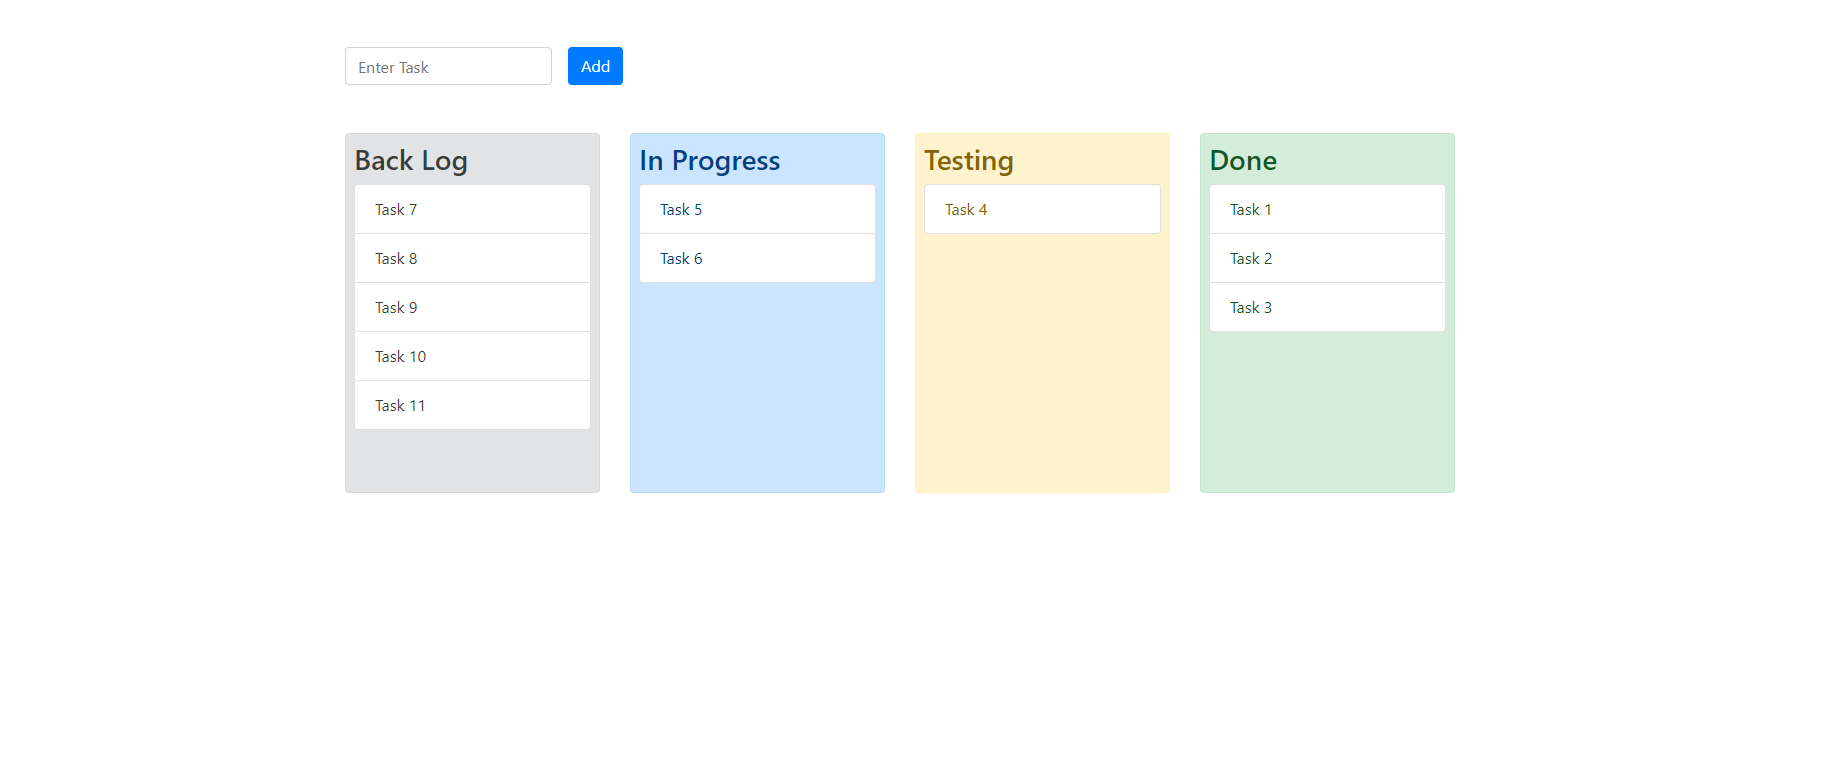 Enter Task
Add
Back Log
Task 7
Task 8
Task 9
Task 10
Task 11
In Progress
Task 5
Task 6
Testing
Task 4
Done
Task 1
Task 2
Task 3